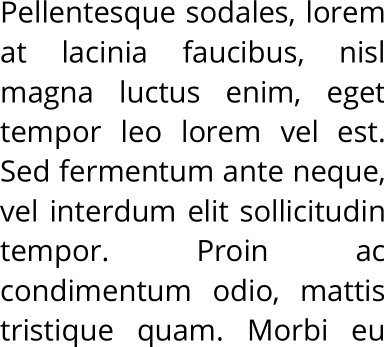 Pellentesque sodales, lorem
at lacinia faucibus, nisl
magna luctus enim, eget
tempor leo lorem vel est.
Sed fermentum ante neque,
vel interdum elit sollicitudin
tempor. Proin ac
condimentum odio, mattis
tristique quam. Morbi eu